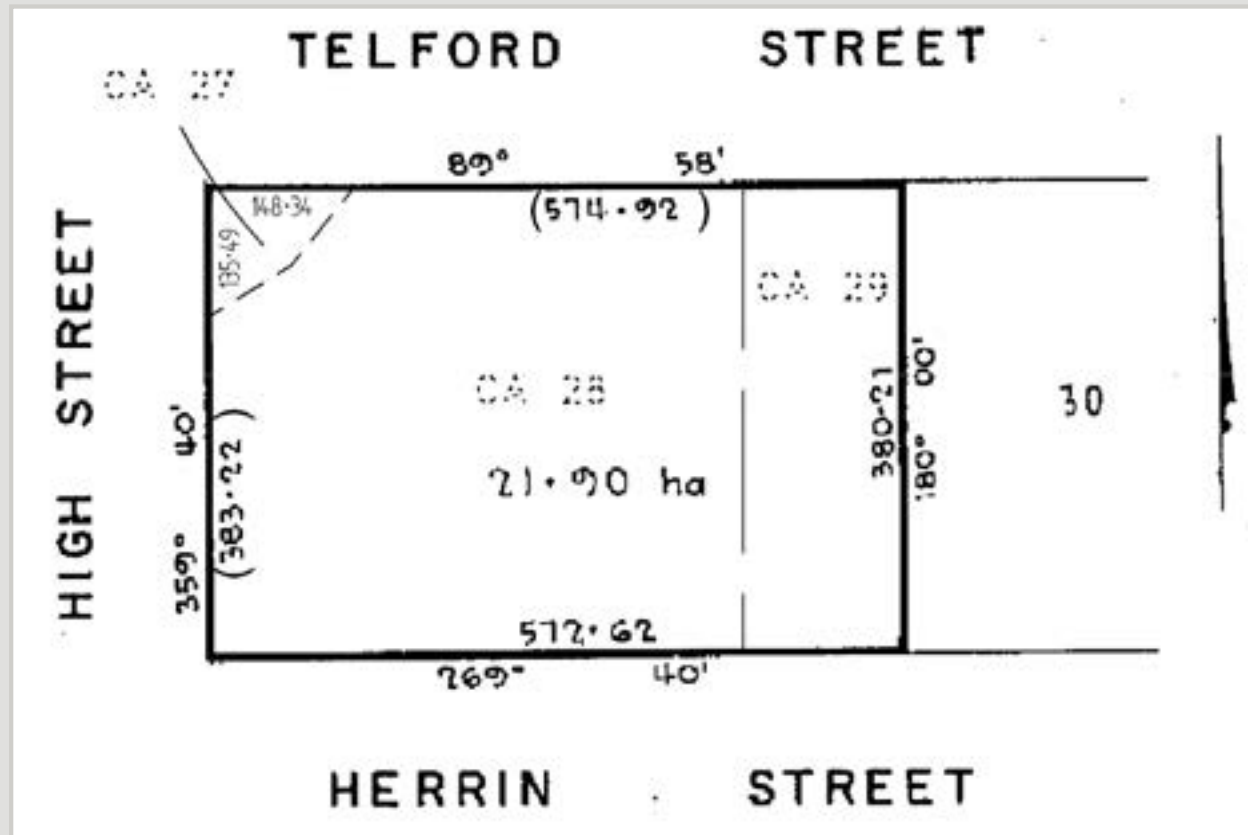 TELFORD STREET
CA 27
89° 58'
148·34
(574·92)
135·49
CA 29
HIGH STREET
359° 40'
(383·22)
CA 28
21·90 ha
380·21
180° 00'
30
572·62
269° 40'
HERRIN STREET